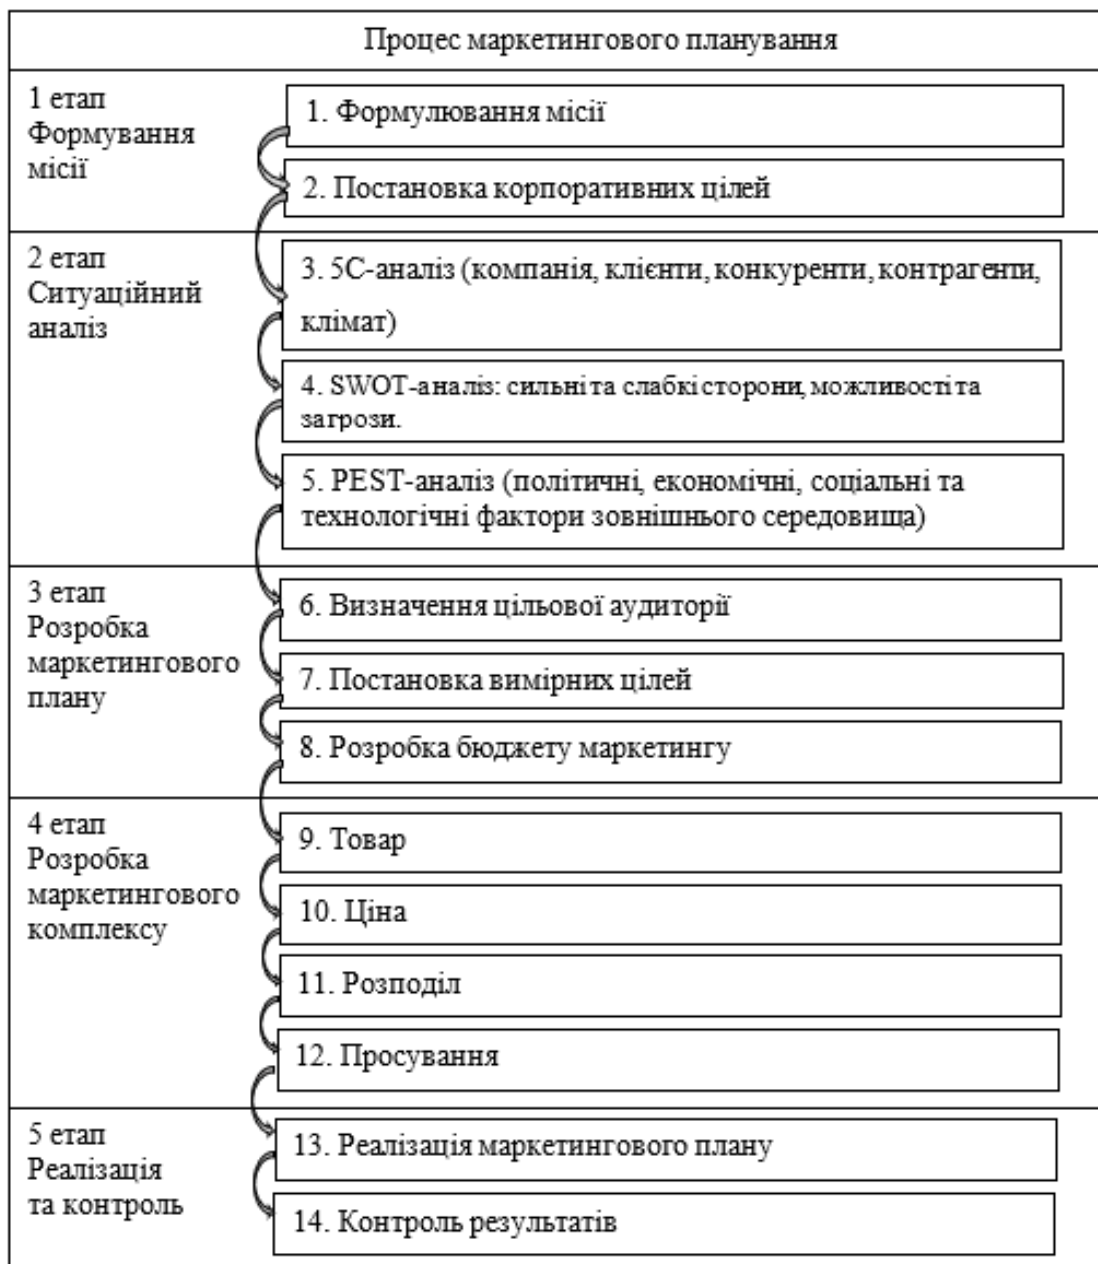 Процес маркетингового планування
1 етап
Формування
місії
1. Формулювання місії
2. Постановка корпоративних цілей
2 етап
Ситуаційний
аналіз
3. 5С-аналіз (компанія, клієнти, конкуренти, контрагенти,
клімат)
4. SWOT-аналіз: сильні та слабкі сторони, можливості та
загрози.
5. PEST-аналіз (політичні, економічні, соціальні та
технологічні фактори зовнішнього середовища)
3 етап
Розробка
маркетингового
плану
6. Визначення цільової аудиторії
7. Постановка вимірних цілей
8. Розробка бюджету маркетингу
4 етап
Розробка
маркетингового
комплексу
9. Товар
10. Ціна
11. Розподіл
12. Просування
5 етап
Реалізація
та контроль
13. Реалізація маркетингового плану
14. Контроль результатів